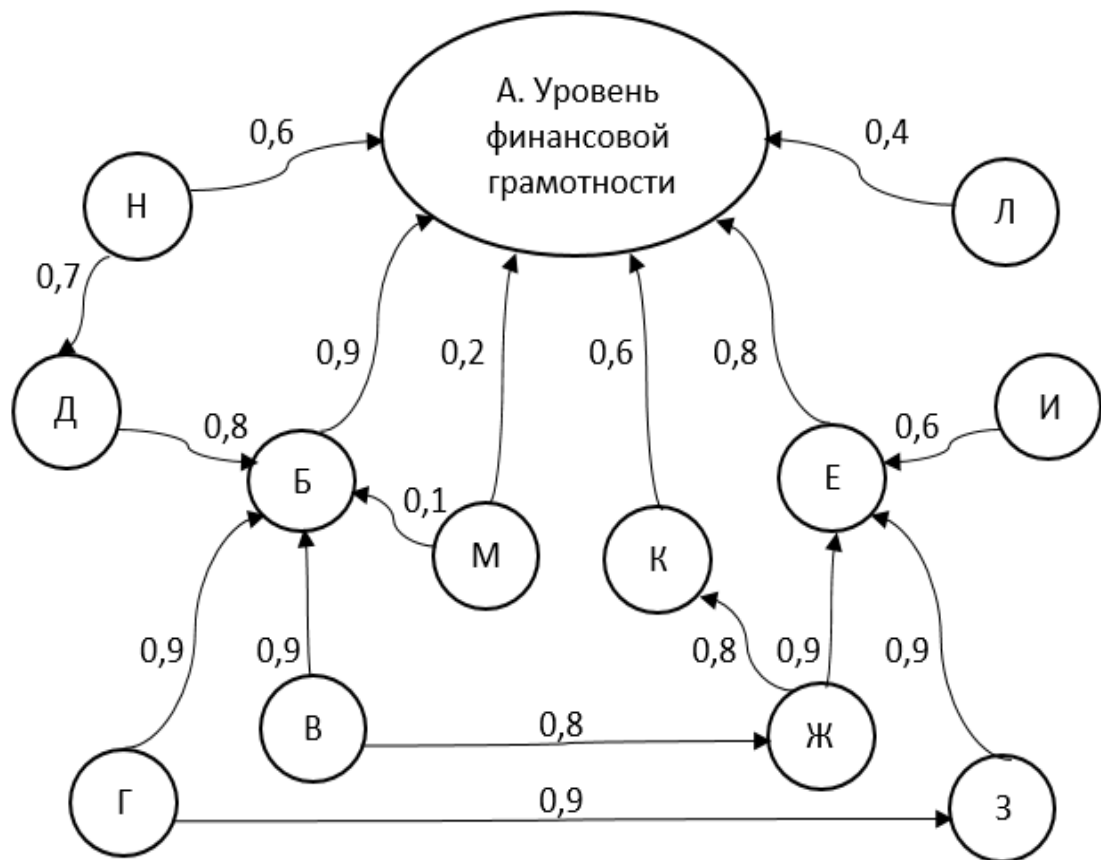 А. Уровень
финансовой
грамотности
0,6
0,4
Н
Л
0,7
0,9
0,2
0,6
0,8
Д
0,8
И
0,6
Б
Е
0,1
М
К
0,9
0,9
0,8
0,9
0,9
В
0,8
Ж
Г
0,9
З